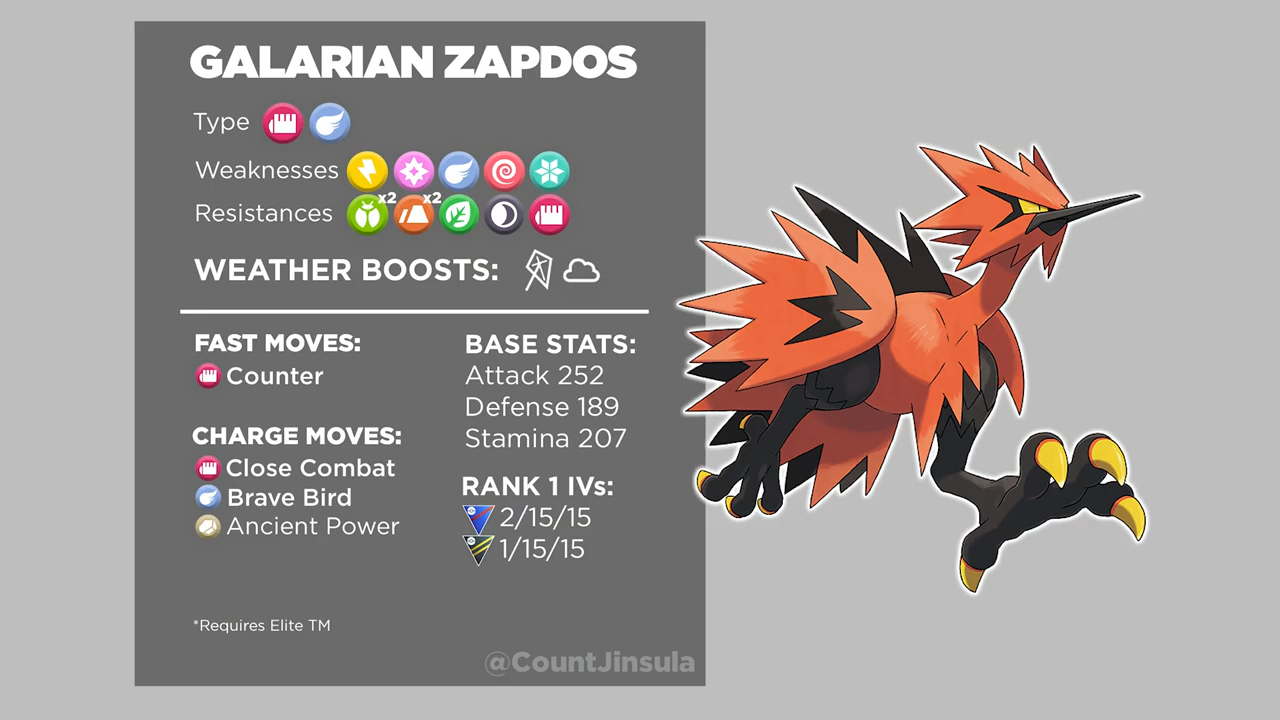 GALARIAN ZAPDOS
Type
Weaknesses
x2 x2
Resistances
WEATHER BOOSTS:
FAST MOVES:
Counter
CHARGE MOVES:
Close Combat
Brave Bird
Ancient Power
BASE STATS:
Attack 252
Defense 189
Stamina 207
RANK 1 IVs:
2/15/15
1/15/15
*Requires Elite TM
@CountJinsula